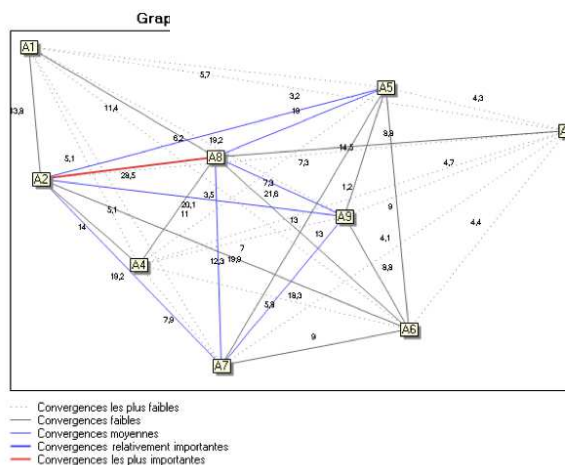 Grap
A1
5,7
A5
4,3
3,2
19
11,4
6,2
19,2
14,5
8,8
A8
5,1
28,5
7,3
4,7
A2
7,3
21,6
1,2
3,5
20,1
11
9
5,1
A9
14
13
13
4,1
4,4
7
12,3
19,9
8,8
A4
19,2
18,3
5,8
7,9
A6
9
A7
Convergences les plus faibles
Convergences faibles
Convergences moyennes
Convergences relativement importantes
Convergences les plus importantes